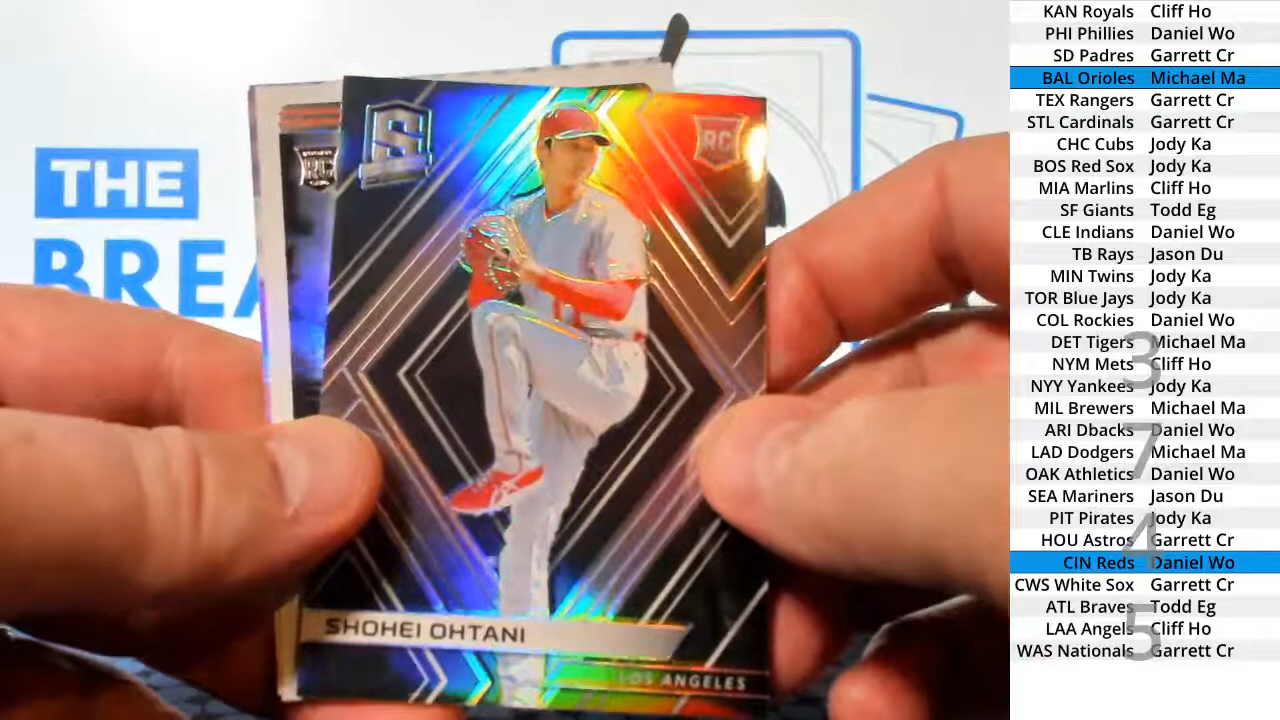 THE
BREA
RC
S
RC
SHOHEI OHTANI
LOS ANGELES
KAN Royals Cliff Ho
PHI Phillies Daniel Wo
SD Padres Garrett Cr
BAL Orioles Michael Ma
TEX Rangers Garrett Cr
STL Cardinals Garrett Cr
CHC Cubs Jody Ka
BOS Red Sox Jody Ka
MIA Marlins Cliff Ho
SF Giants Todd Eg
CLE Indians Daniel Wo
TB Rays Jason Du
MIN Twins Jody Ka
TOR Blue Jays Jody Ka
COL Rockies Daniel Wo
DET Tigers Michael Ma
3
NYM Mets Cliff Ho
NYY Yankees Jody Ka
MIL Brewers Michael Ma
ARI Dbacks Daniel Wo
7
LAD Dodgers Michael Ma
OAK Athletics Daniel Wo
SEA Mariners Jason Du
PIT Pirates Jody Ka
4
HOU Astros Garrett Cr
CIN Reds Daniel Wo
CWS White Sox Garrett Cr
ATL Braves Todd Eg
5
LAA Angels Cliff Ho
WAS Nationals Garrett Cr